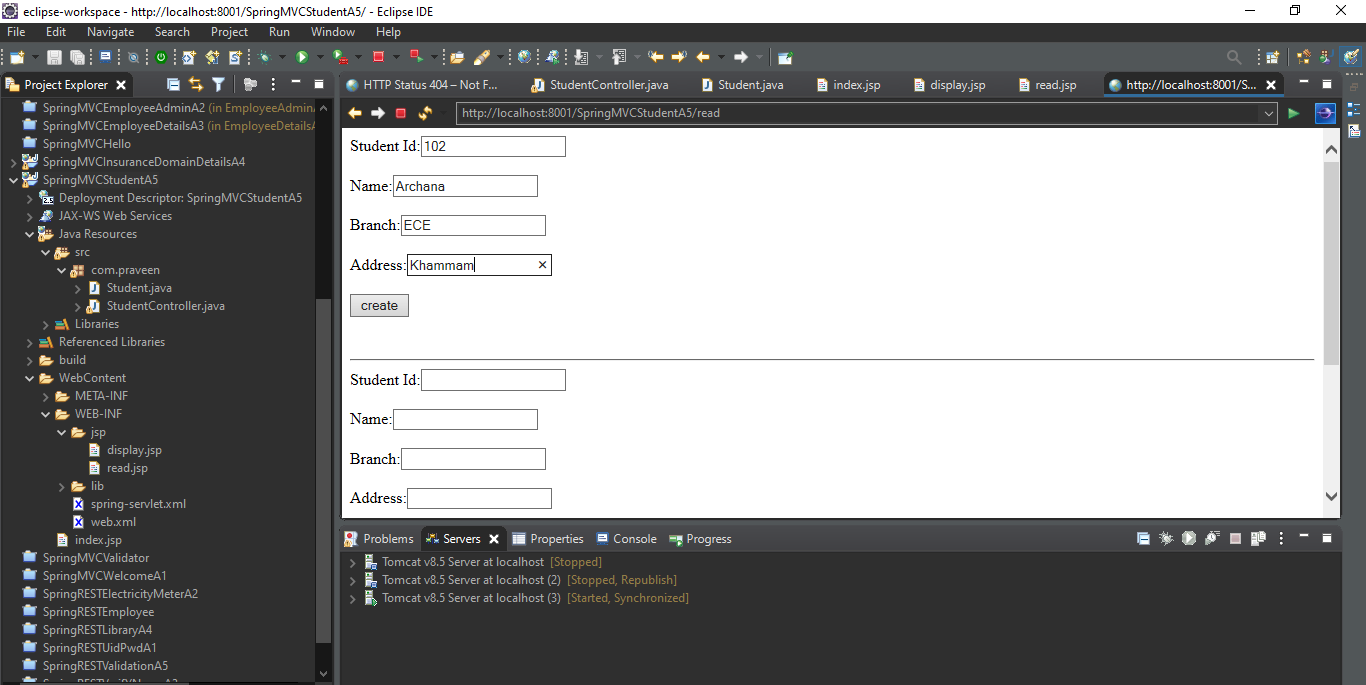 eclipse-workspace - http://localhost:8001/SpringMVCStudentA5/ - Eclipse IDE
File Edit Navigate Search Project Run Window Help
Project Explorer
SpringMVCEmployeeAdminA2 (in EmployeeAdmin
SpringMVCEmployeeDetailsA3 (in EmployeeDetails
SpringMVCHello
SpringMVCInsuranceDomainDetailsA4
SpringMVCStudentA5
Deployment Descriptor: SpringMVCStudentA5
JAX-WS Web Services
Java Resources
src
com.praveen
Student.java
StudentController.java
Libraries
Referenced Libraries
build
WebContent
META-INF
WEB-INF
jsp
display.jsp
read.jsp
lib
spring-servlet.xml
web.xml
index.jsp
SpringMVCValidator
SpringMVCWelcomeA1
SpringRESTElectricityMeterA2
SpringRESTEmployee
SpringRESTLibraryA4
SpringRESTUidPwdA1
SpringRESTValidationA5
HTTP Status 404 – Not F... StudentController.java Student.java index.jsp display.jsp read.jsp http://localhost:8001/S...
http://localhost:8001/SpringMVCStudentA5/read
Student Id: 102
Name: Archana
Branch: ECE
Address: Khammam
create
Student Id:
Name:
Branch:
Address:
Problems Servers Properties Console Progress
Tomcat v8.5 Server at localhost [Stopped]
Tomcat v8.5 Server at localhost (2) [Stopped, Republish]
Tomcat v8.5 Server at localhost (3) [Started, Synchronized]